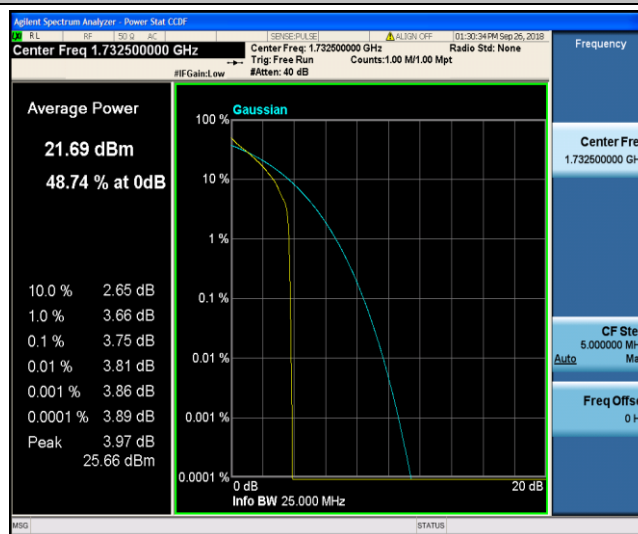 Agilent Spectrum Analyzer - Power Stat CCDF
RL RF 50 Ω AC SENSE:PULSE ALIGN OFF 01:30:34 PM Sep 26, 2018
Center Freq 1.732500000 GHz
Center Freq: 1.732500000 GHz Radio Std: None
Trig: Free Run Counts:1.00 M/1.00 Mpt
#IFGain:Low #Atten: 40 dB
Frequency
Average Power
21.69 dBm
48.74 % at 0dB
10.0 % 2.65 dB
1.0 % 3.66 dB
0.1 % 3.75 dB
0.01 % 3.81 dB
0.001 % 3.86 dB
0.0001 % 3.89 dB
Peak 3.97 dB
25.66 dBm
Gaussian
100 %
10 %
1 %
0.1 %
0.01 %
0.001 %
0.0001 %
0 dB 20 dB
Info BW 25.000 MHz
Center Fre
1.732500000 GH
CF Ste
5.000000 MH
Auto Ma
Freq Offse
0 H
MSG STATUS